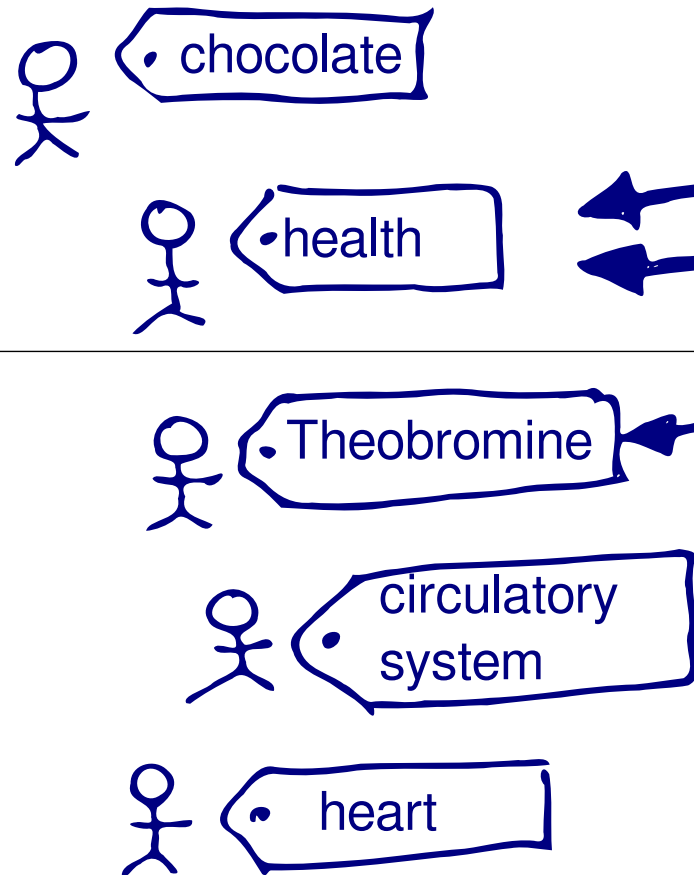 chocolate
health
Theobromine
circulatory
system
heart